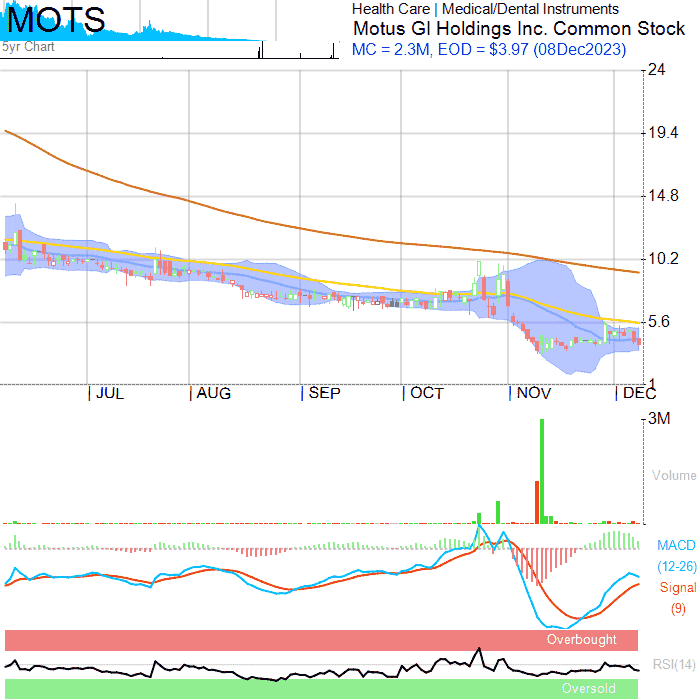 MOTS
5yr Chart
Health Care | Medical/Dental Instruments
Motus GI Holdings Inc. Common Stock
MC = 2.3M, EOD = $3.97 (08Dec2023)
24
19.4
14.8
10.2
5.6
1
JUL AUG SEP OCT NOV DEC
3M
Volume
MACD
(12-26)
Signal
(9)
Overbought
RSI(14)
Oversold